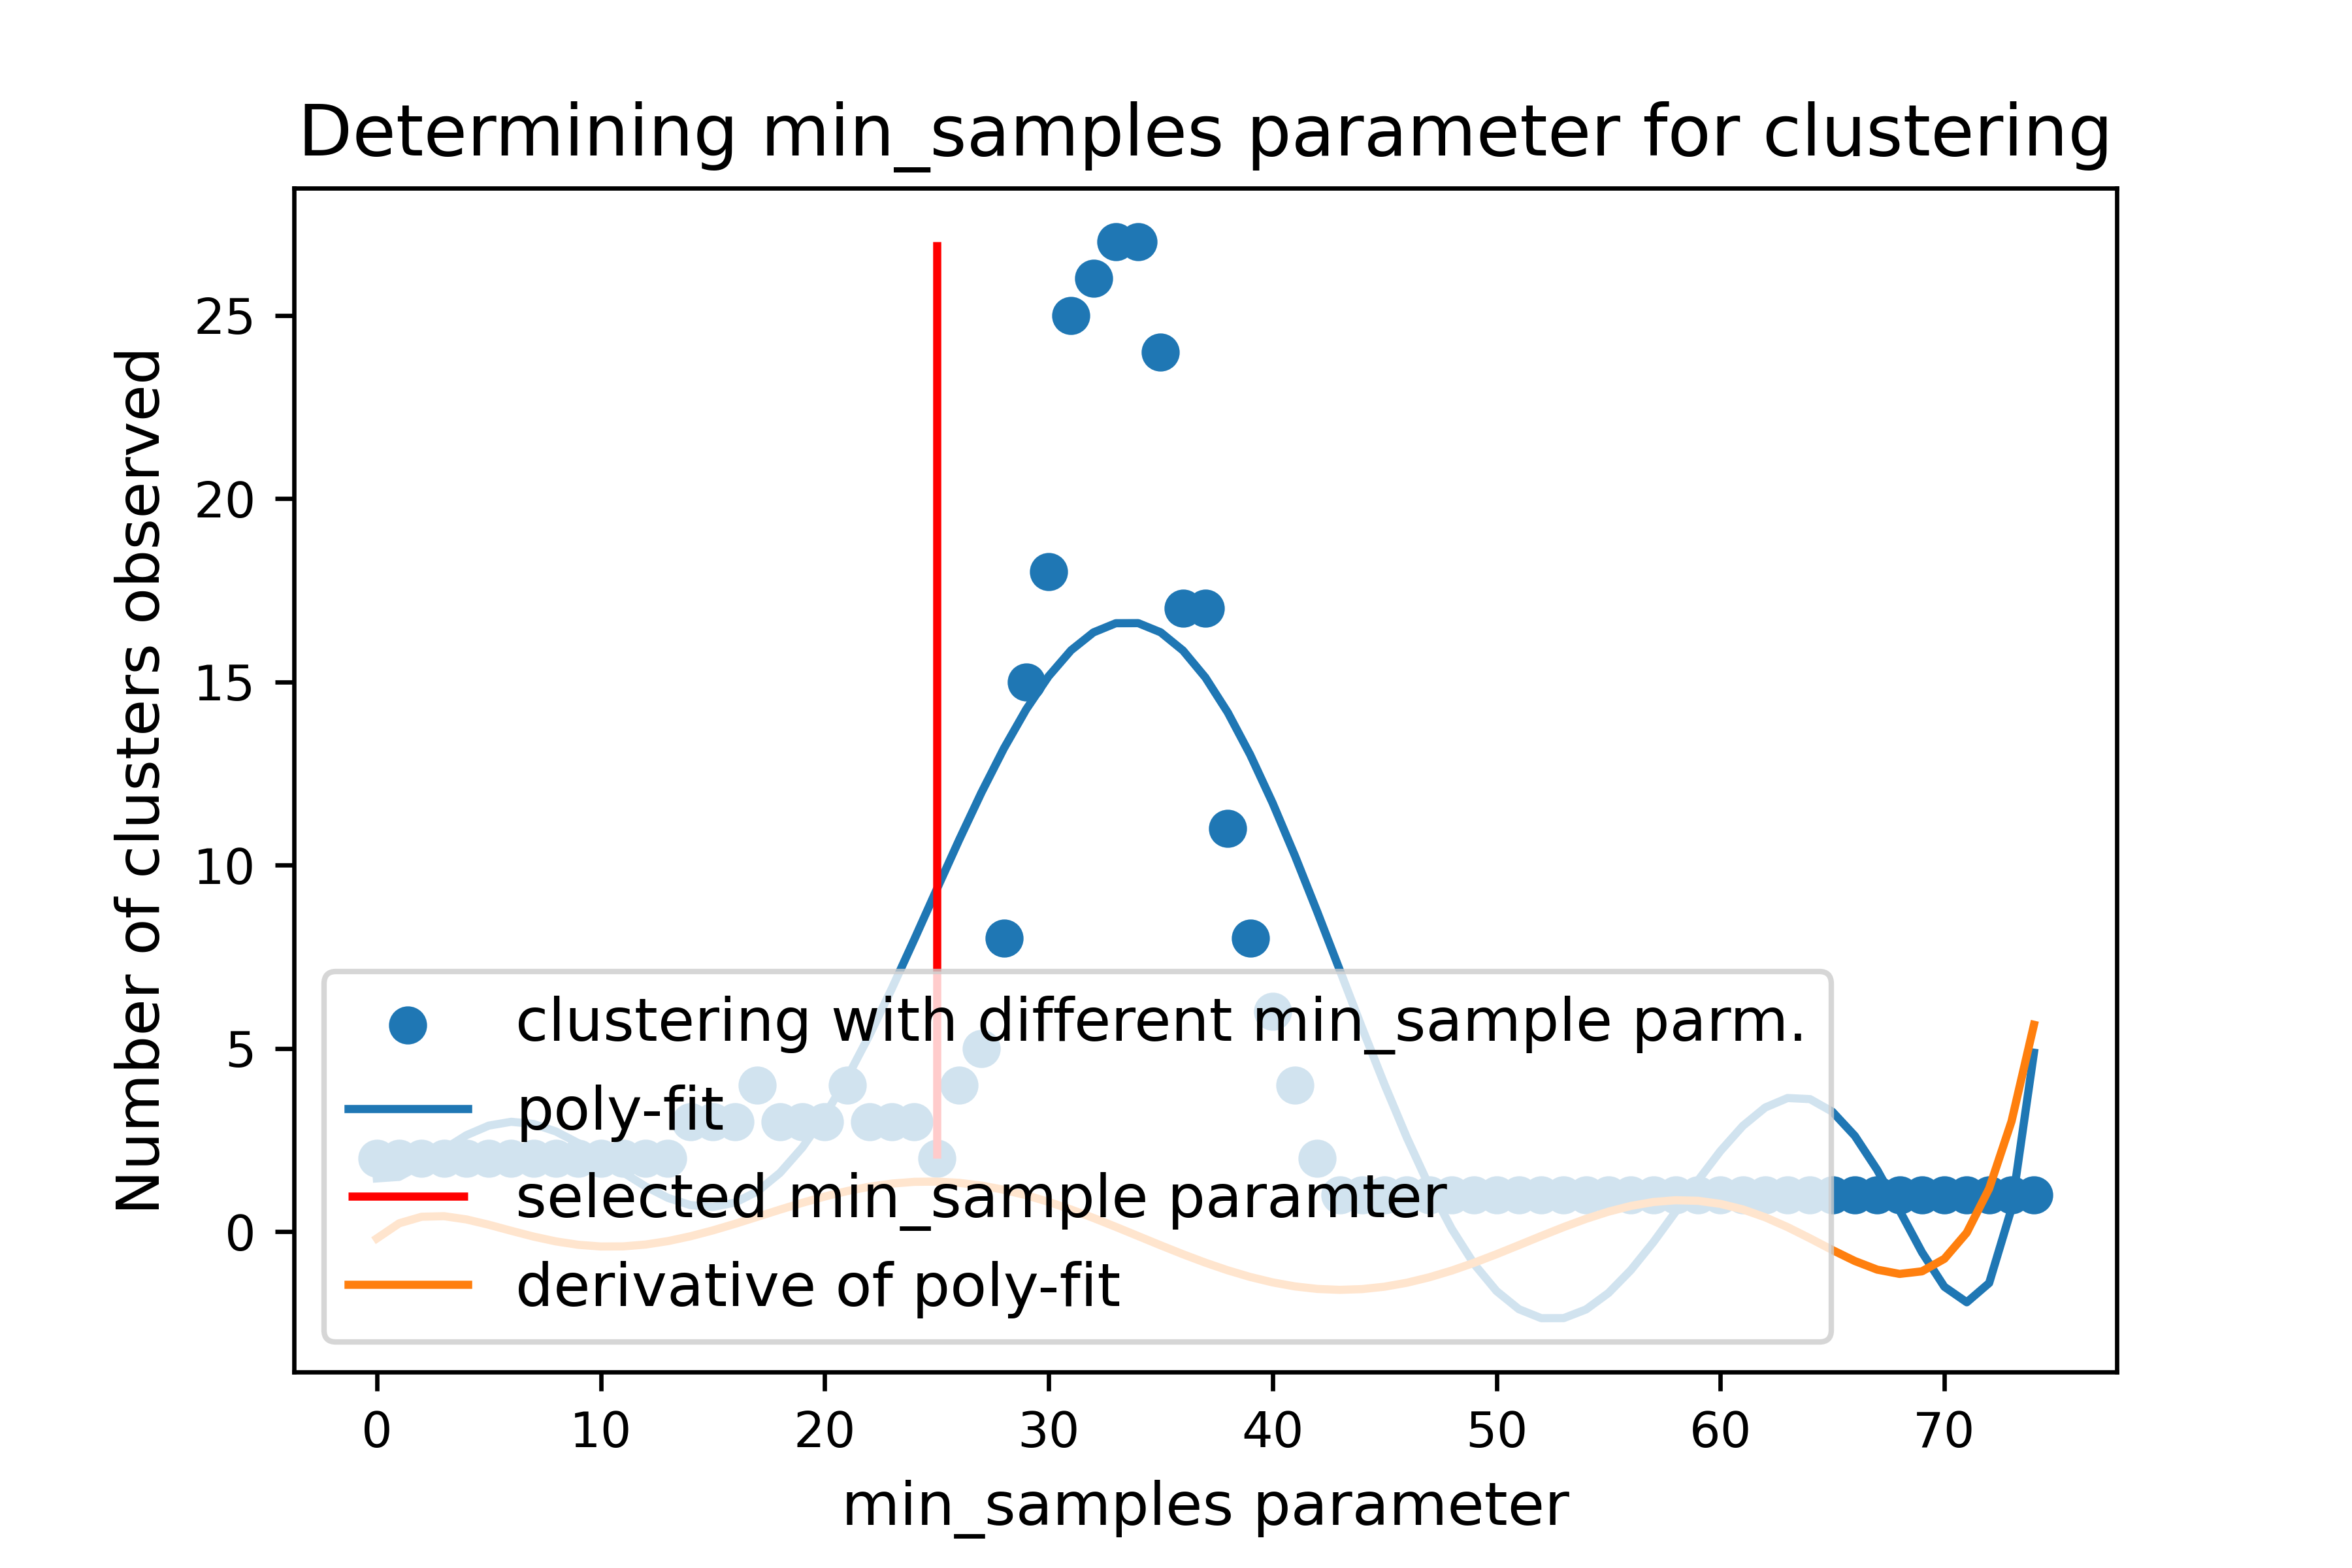 Determining min_samples parameter for clustering
Number of clusters observed
25
20
15
10
5
0
clustering with different min_sample parm.
poly-fit
selected min_sample paramter
derivative of poly-fit
0 10 20 30 40 50 60 70
min_samples parameter